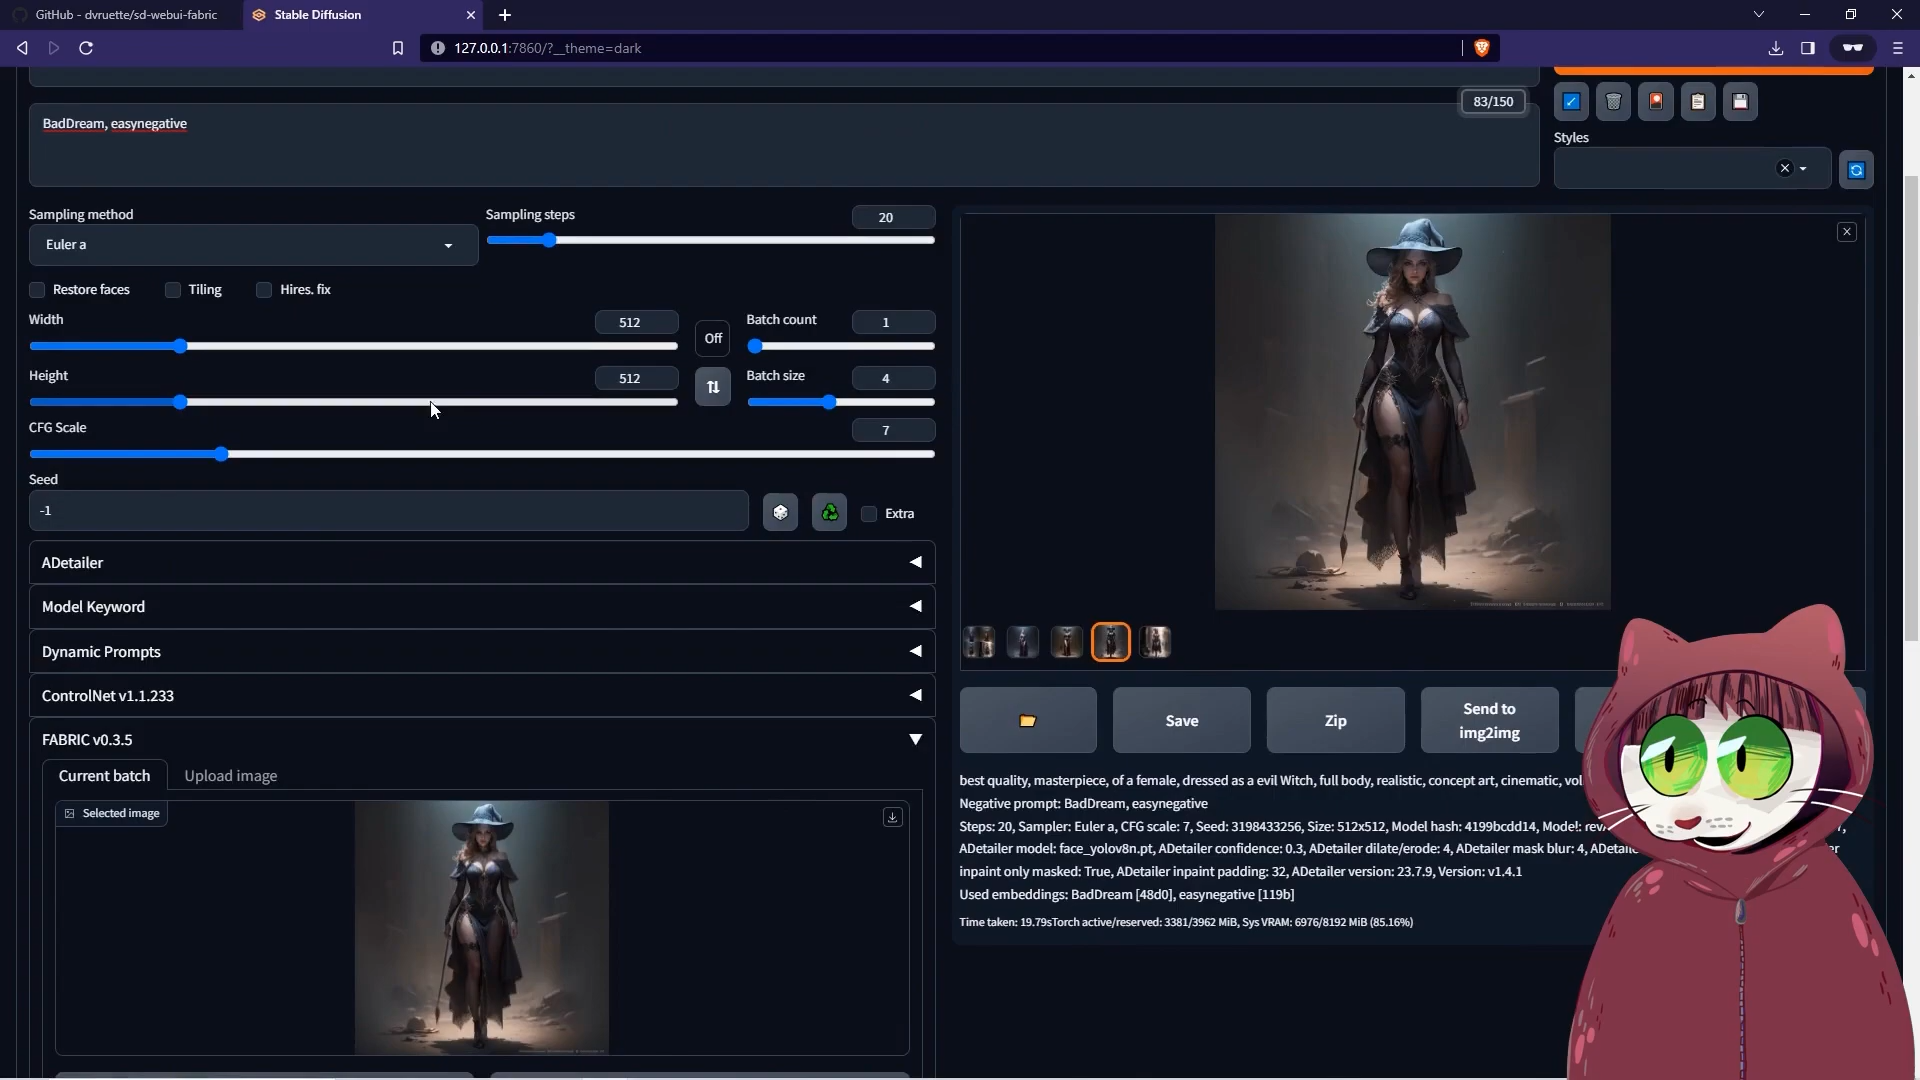 GitHub - dvruette/sd-webui-fabric
Stable Diffusion
127.0.0.1:7860/?__theme=dark
83/150
BadDream, easynegative
Styles
Sampling method
Sampling steps
20
Euler a
Restore faces
Tiling
Hires. fix
Width
512
Off
Batch count
1
Height
512
Batch size
4
CFG Scale
7
Seed
-1
Extra
ADetailer
Model Keyword
Dynamic Prompts
ControlNet v1.1.233
FABRIC v0.3.5
Current batch
Upload image
Selected image
Save
Zip
Send to
img2img
best quality, masterpiece, of a female, dressed as a evil Witch, full body, realistic, concept art, cinematic,
Negative prompt: BadDream, easynegative
Steps: 20, Sampler: Euler a, CFG scale: 7, Seed: 3198433256, Size: 512x512, Model hash: 4199bcdd14, Model:
ADetailer model: face_yolov8n.pt, ADetailer confidence: 0.3, ADetailer dilate/erode: 4, ADetailer mask blur: 4,
inpaint only masked: True, ADetailer inpaint padding: 32, ADetailer version: 23.7.9, Version: v1.4.1
Used embeddings: BadDream [48d0], easynegative [119b]
Time taken: 19.79sTorch active/reserved: 3381/3962 MiB, Sys VRAM: 6976/8192 MiB (85.16%)